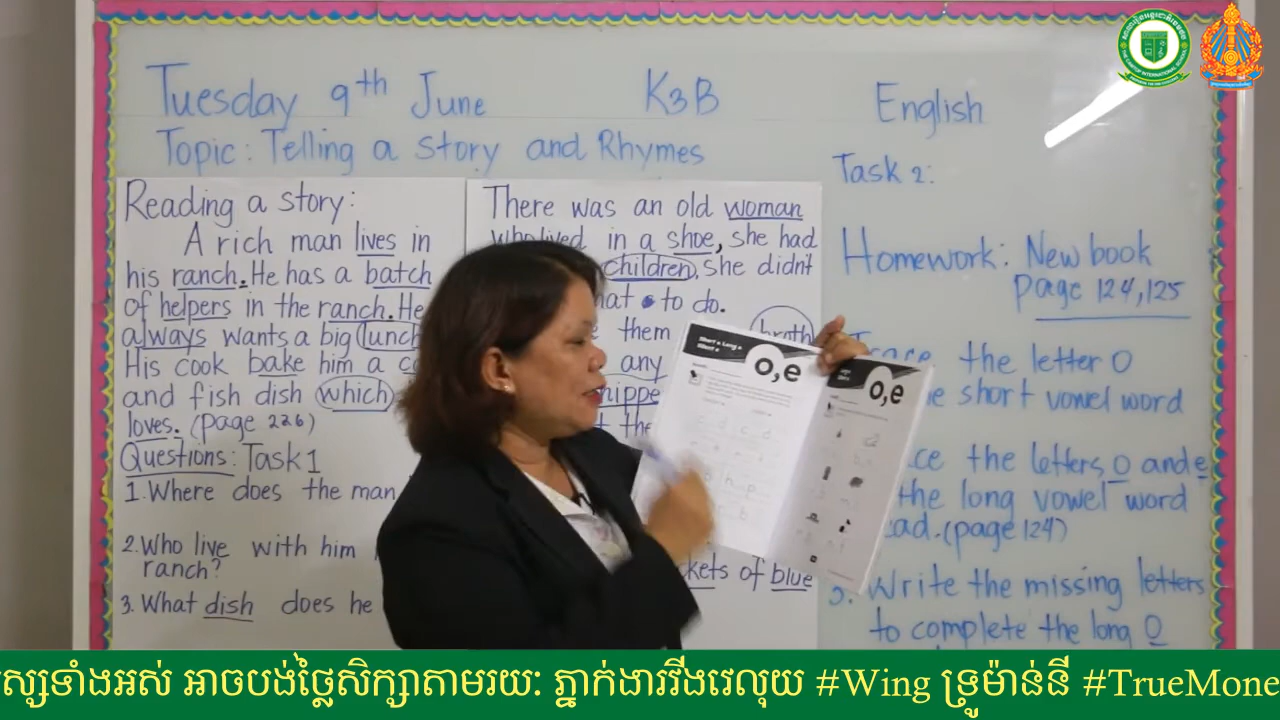 Tuesday 9th June K3B English
Topic: Telling a story and Rhymes
Reading a story:
A rich man lives in
his ranch. He has a batch
of helpers in the ranch. He
always wants a big lunch
His cook bake him a
and fish dish which
loves. (page 226)
Questions: Task 1
1. Where does the man
2. Who live with him
ranch?
3. What dish does he
There was an old woman
who lived in a shoe, she had
children, she didn't
to do.
them broth
any
the
kets of blue
Task 2:
Homework: New book
page 124, 125
the letter O
short vowel word
the letters O and e
the long vowel word
(page 124)
Write the missing letters
to complete the long O
o,e
o,e
ស្សទាំងអស់ អាចបង់ថ្លៃសិក្សាតាមរយៈ ភ្នាក់ងារវីងវេលុយ #Wing ទ្រូម៉ាន់នី #TrueMone